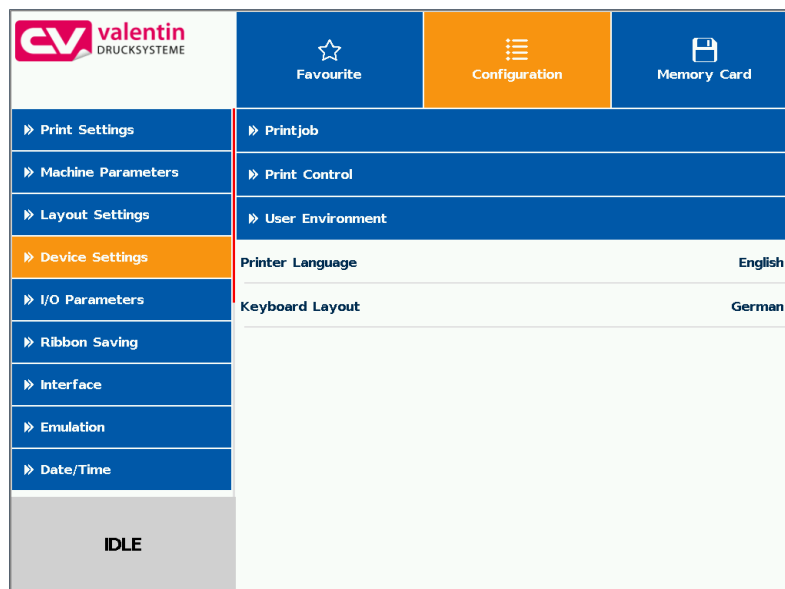 cv valentin
DRUCKSYSTEME
Favourite
Configuration
Memory Card
Print Settings
Machine Parameters
Layout Settings
Device Settings
I/O Parameters
Ribbon Saving
Interface
Emulation
Date/Time
IDLE
Printjob
Print Control
User Environment
Printer Language English
Keyboard Layout German